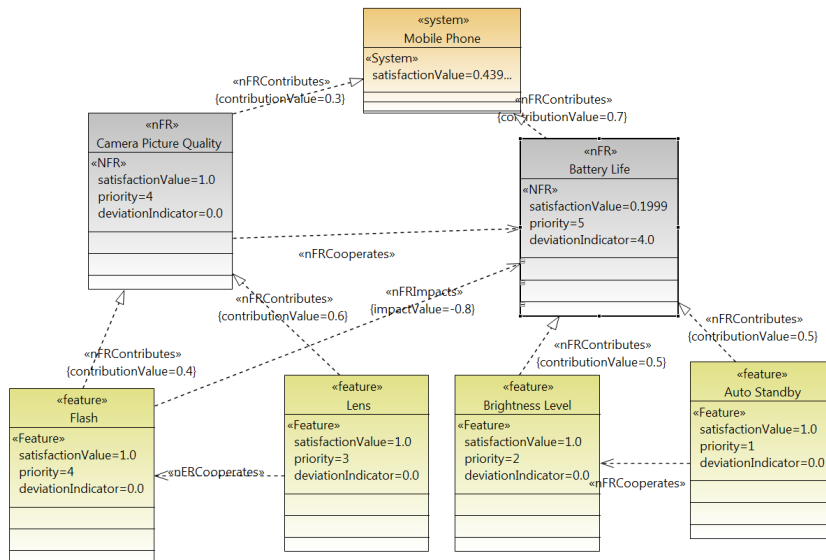 «system»
Mobile Phone
«System»
satisfactionValue=0.439...
«nFRContributes»
{contributionValue=0.3}
«nFRContributes»
{contributionValue=0.7}
«nFR»
Camera Picture Quality
«NFR»
satisfactionValue=1.0
priority=4
deviationIndicator=0.0
«nFR»
Battery Life
«NFR»
satisfactionValue=0.1999
priority=5
deviationIndicator=4.0
«nFRCooperates»
«nFRContributes»
{contributionValue=0.6}
«nFRImpacts»
{impactValue=-0.8}
«nFRContributes»
{contributionValue=0.4}
«nFRContributes»
{contributionValue=0.5}
«nFRContributes»
{contributionValue=0.5}
«feature»
Flash
«Feature»
satisfactionValue=1.0
priority=4
deviationIndicator=0.0
«nFRCooperates»
«feature»
Lens
«Feature»
satisfactionValue=1.0
priority=3
deviationIndicator=0.0
«feature»
Brightness Level
«Feature»
satisfactionValue=1.0
priority=2
deviationIndicator=0.0
«nFRCooperates»
«feature»
Auto Standby
«Feature»
satisfactionValue=1.0
priority=1
deviationIndicator=0.0